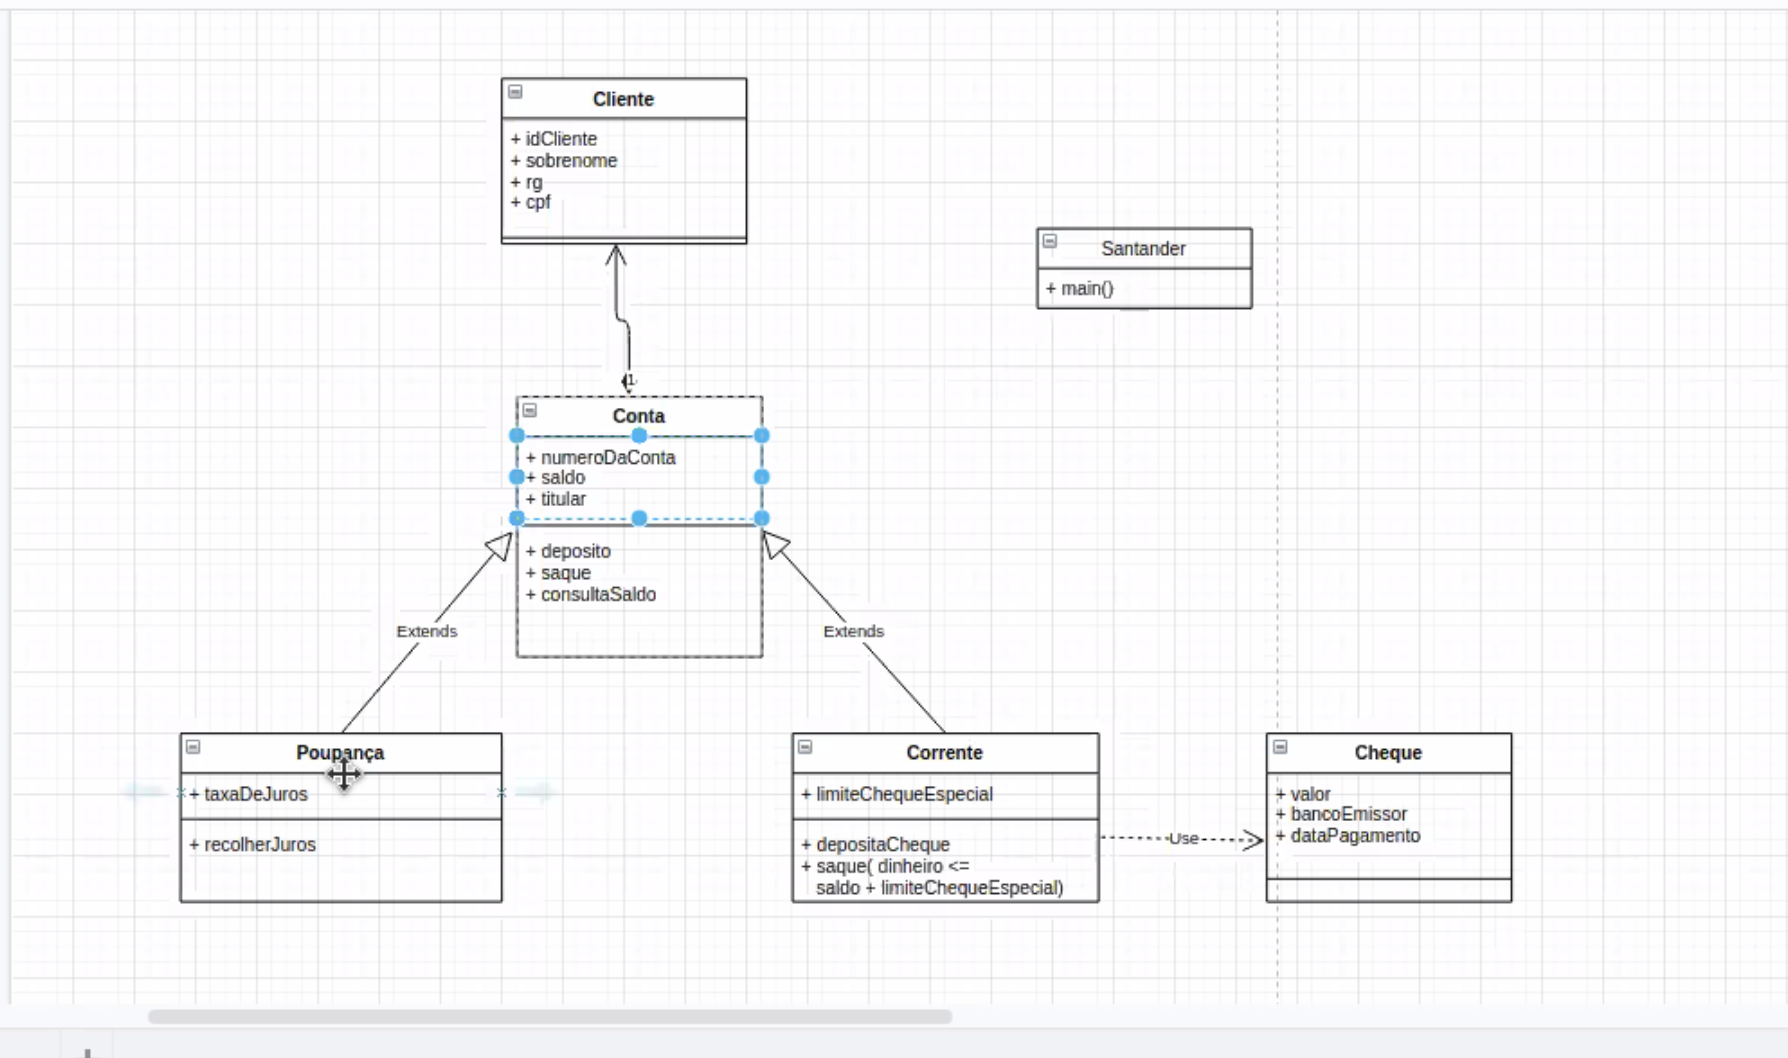 Cliente
+ idCliente
+ sobrenome
+ rg
+ cpf
Santander
+ main()
1
Conta
+ numeroDaConta
+ saldo
+ titular
+ deposito
+ saque
+ consultaSaldo
Extends
Extends
Poupança
+ taxaDeJuros
+ recolherJuros
Corrente
+ limiteChequeEspecial
+ depositaCheque
+ saque( dinheiro <=
saldo + limiteChequeEspecial)
Use
Cheque
+ valor
+ bancoEmissor
+ dataPagamento